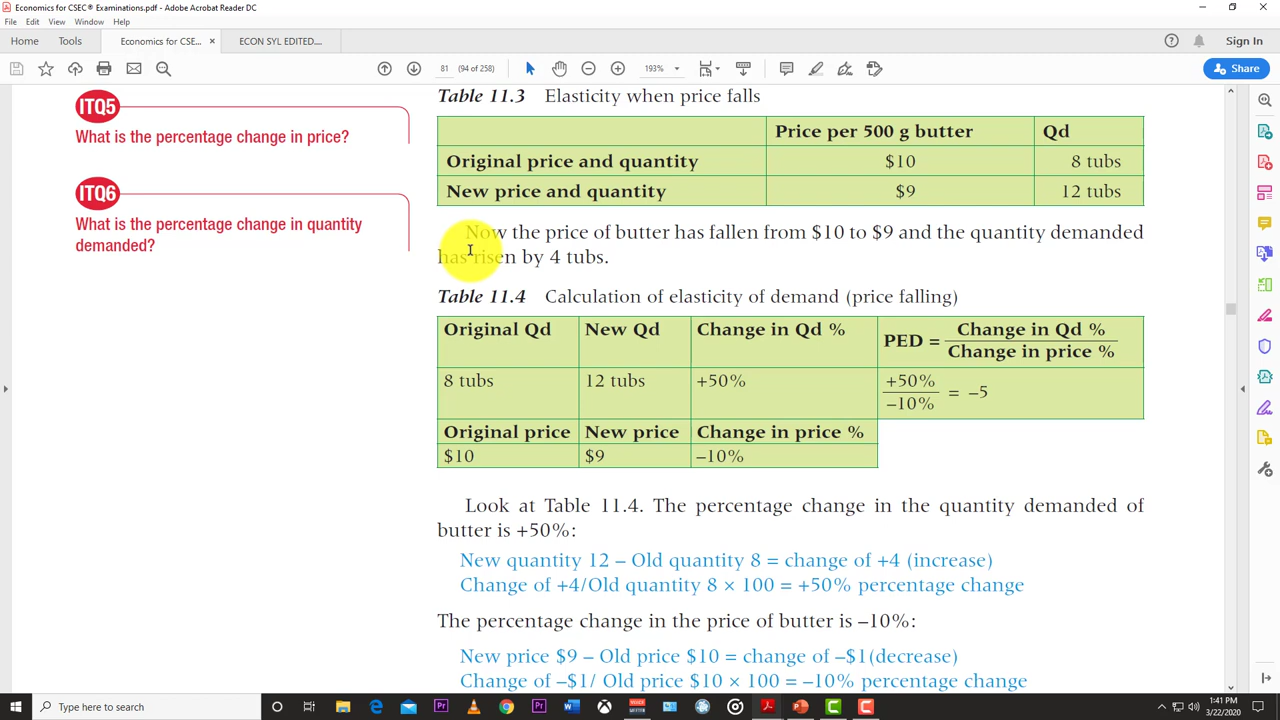 Economics for CSEC® Examinations.pdf - Adobe Acrobat Reader DC
File Edit View Window Help
Home Tools Economics for CSE... × ECON SYL EDITED.... Sign In
81 (94 of 258) 193% Share
ITQ5
What is the percentage change in price?
ITQ6
What is the percentage change in quantity
demanded?
Table 11.3 Elasticity when price falls
Price per 500 g butter Qd
Original price and quantity $10 8 tubs
New price and quantity $9 12 tubs
Now the price of butter has fallen from $10 to $9 and the quantity demanded
has risen by 4 tubs.
Table 11.4 Calculation of elasticity of demand (price falling)
Original Qd New Qd Change in Qd % PED = Change in Qd % / Change in price %
8 tubs 12 tubs +50% +50% / –10% = –5
Original price New price Change in price %
$10 $9 –10%
Look at Table 11.4. The percentage change in the quantity demanded of
butter is +50%:
New quantity 12 – Old quantity 8 = change of +4 (increase)
Change of +4/Old quantity 8 × 100 = +50% percentage change
The percentage change in the price of butter is –10%:
New price $9 – Old price $10 = change of –$1(decrease)
Change of –$1/ Old price $10 × 100 = –10% percentage change
Type here to search
1:41 PM
3/22/2020